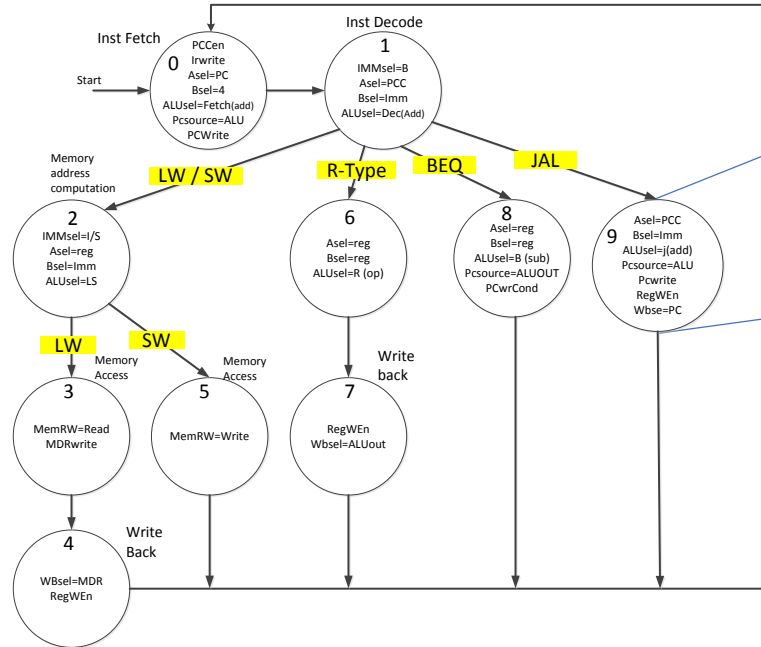 Inst Fetch
Inst Decode
Start
0
PCCen
Irwrite
Asel=PC
Bsel=4
ALUsel=Fetch(add)
Pcsource=ALU
PCWrite
1
IMMsel=B
Asel=PCC
Bsel=Imm
ALUsel=Dec(Add)
LW / SW
R-Type
BEQ
JAL
Memory
address
computation
2
IMMsel=I/S
Asel=reg
Bsel=Imm
ALUsel=LS
6
Asel=reg
Bsel=reg
ALUsel=R (op)
8
Asel=reg
Bsel=reg
ALUsel=B (sub)
Pcsource=ALUOUT
PCwrCond
9
Asel=PCC
Bsel=Imm
ALUsel=j(add)
Pcsource=ALU
Pcwrite
RegWEn
Wbse=PC
LW
SW
Memory
Access
3
MemRW=Read
MDRwrite
Memory
Access
5
MemRW=Write
Write
back
7
RegWEn
Wbsel=ALUout
Write
Back
4
WBsel=MDR
RegWEn